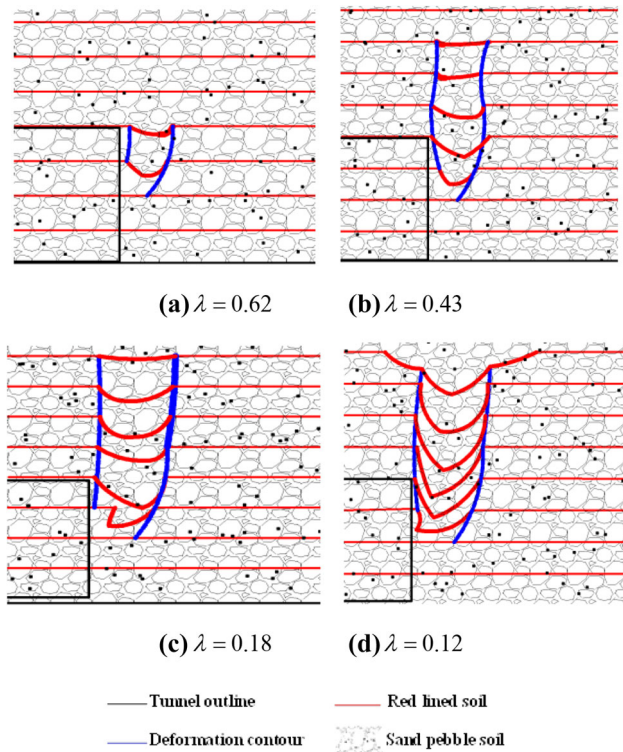 (a) λ = 0.62
(b) λ = 0.43
(c) λ = 0.18
(d) λ = 0.12
Tunnel outline
Red lined soil
Deformation contour
Sand pebble soil